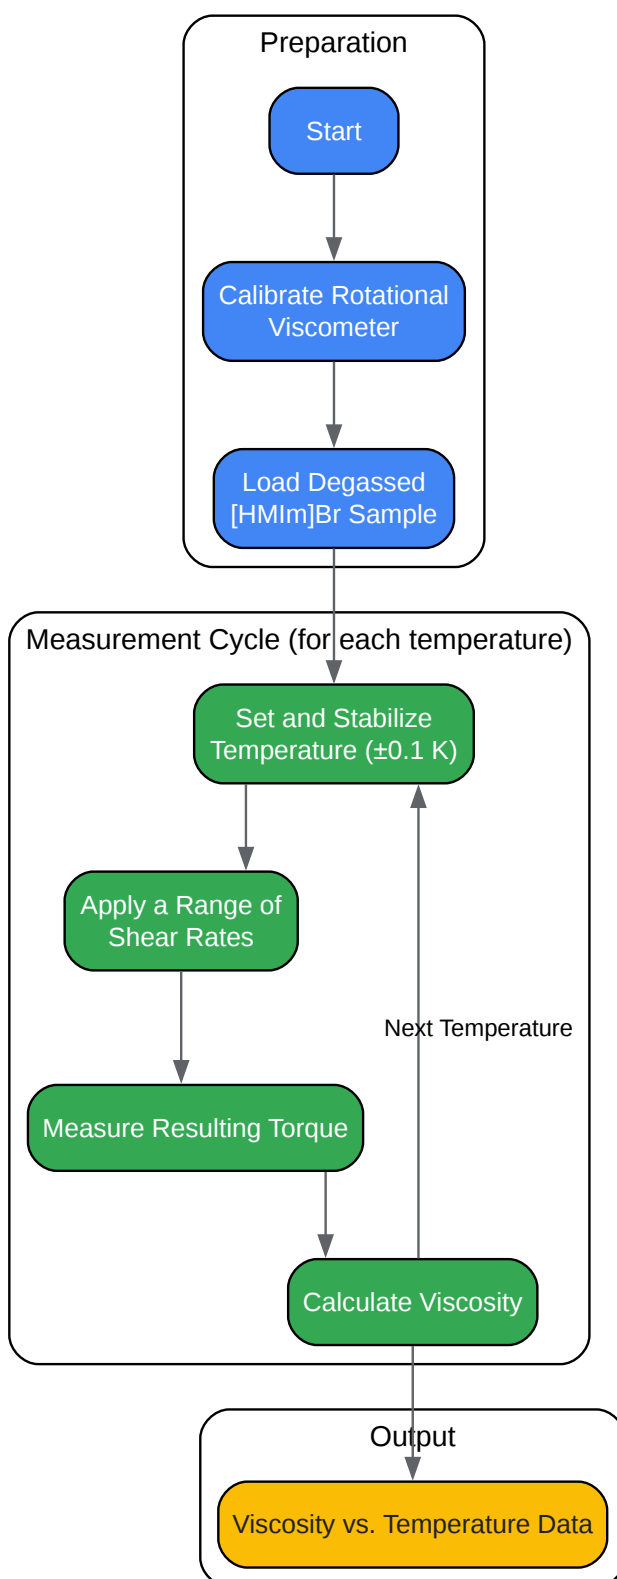 Preparation
Start
Calibrate Rotational
Viscometer
Load Degassed
[HMIm]Br Sample
Measurement Cycle (for each temperature)
Set and Stabilize
Temperature (±0.1 K)
Apply a Range of
Shear Rates
Next Temperature
Measure Resulting Torque
Calculate Viscosity
Output
Viscosity vs. Temperature Data